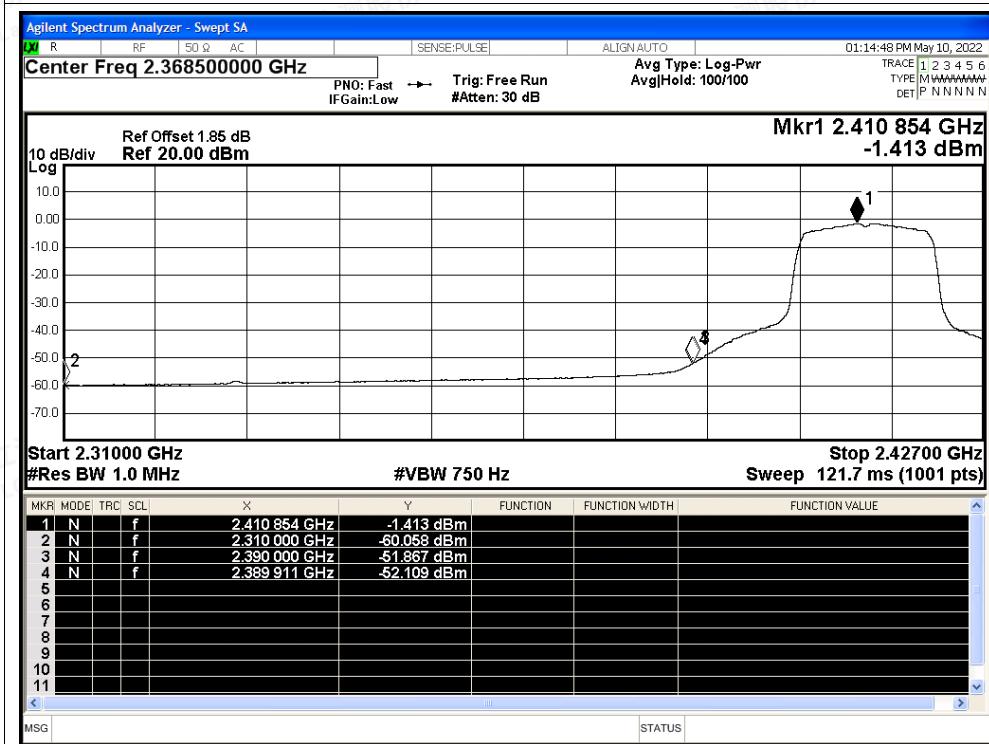 Agilent Spectrum Analyzer - Swept SA
LXI R RF 50 Ω AC SENSE:PULSE ALIGN AUTO 01:14:48 PM May 10, 2022
Center Freq 2.368500000 GHz
PNO: Fast
IFGain:Low
Trig: Free Run
#Atten: 30 dB
Avg Type: Log-Pwr
Avg|Hold: 100/100
TRACE 1 2 3 4 5 6
TYPE M
DET P N N N N N
Mkr1 2.410 854 GHz
-1.413 dBm
Ref Offset 1.85 dB
10 dB/div Ref 20.00 dBm
Log
10.0
0.00
-10.0
-20.0
-30.0
-40.0
-50.0
-60.0
-70.0
1
2
Start 2.31000 GHz Stop 2.42700 GHz
#Res BW 1.0 MHz #VBW 750 Hz Sweep 121.7 ms (1001 pts)
MKR MODE TRC SCL X Y FUNCTION FUNCTION WIDTH FUNCTION VALUE
1 N f 2.410 854 GHz -1.413 dBm
2 N f 2.310 000 GHz -60.058 dBm
3 N f 2.390 000 GHz -51.867 dBm
4 N f 2.389 911 GHz -52.109 dBm
5
6
7
8
9
10
11
MSG STATUS